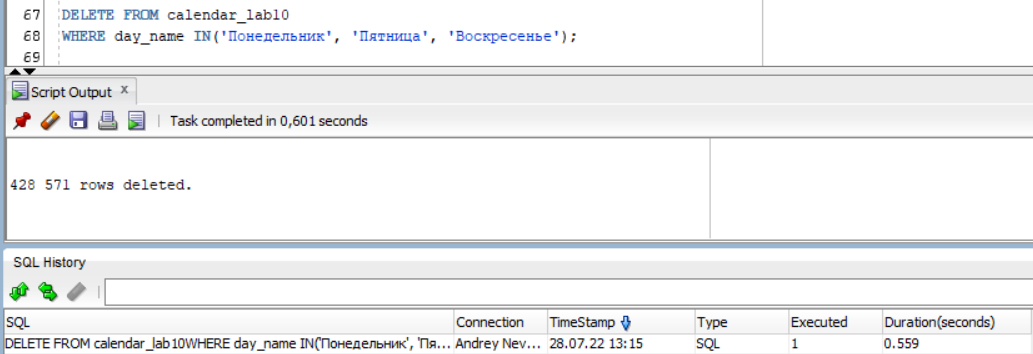 67 DELETE FROM calendar_lab10
68 WHERE day_name IN('Понедельник', 'Пятница', 'Воскресенье');
69
Script Output x
Task completed in 0,601 seconds
428 571 rows deleted.
SQL History
SQL Connection TimeStamp Type Executed Duration(seconds)
DELETE FROM calendar_lab10WHERE day_name IN('Понедельник', 'Пя... Andrey Nev... 28.07.22 13:15 SQL 1 0.559